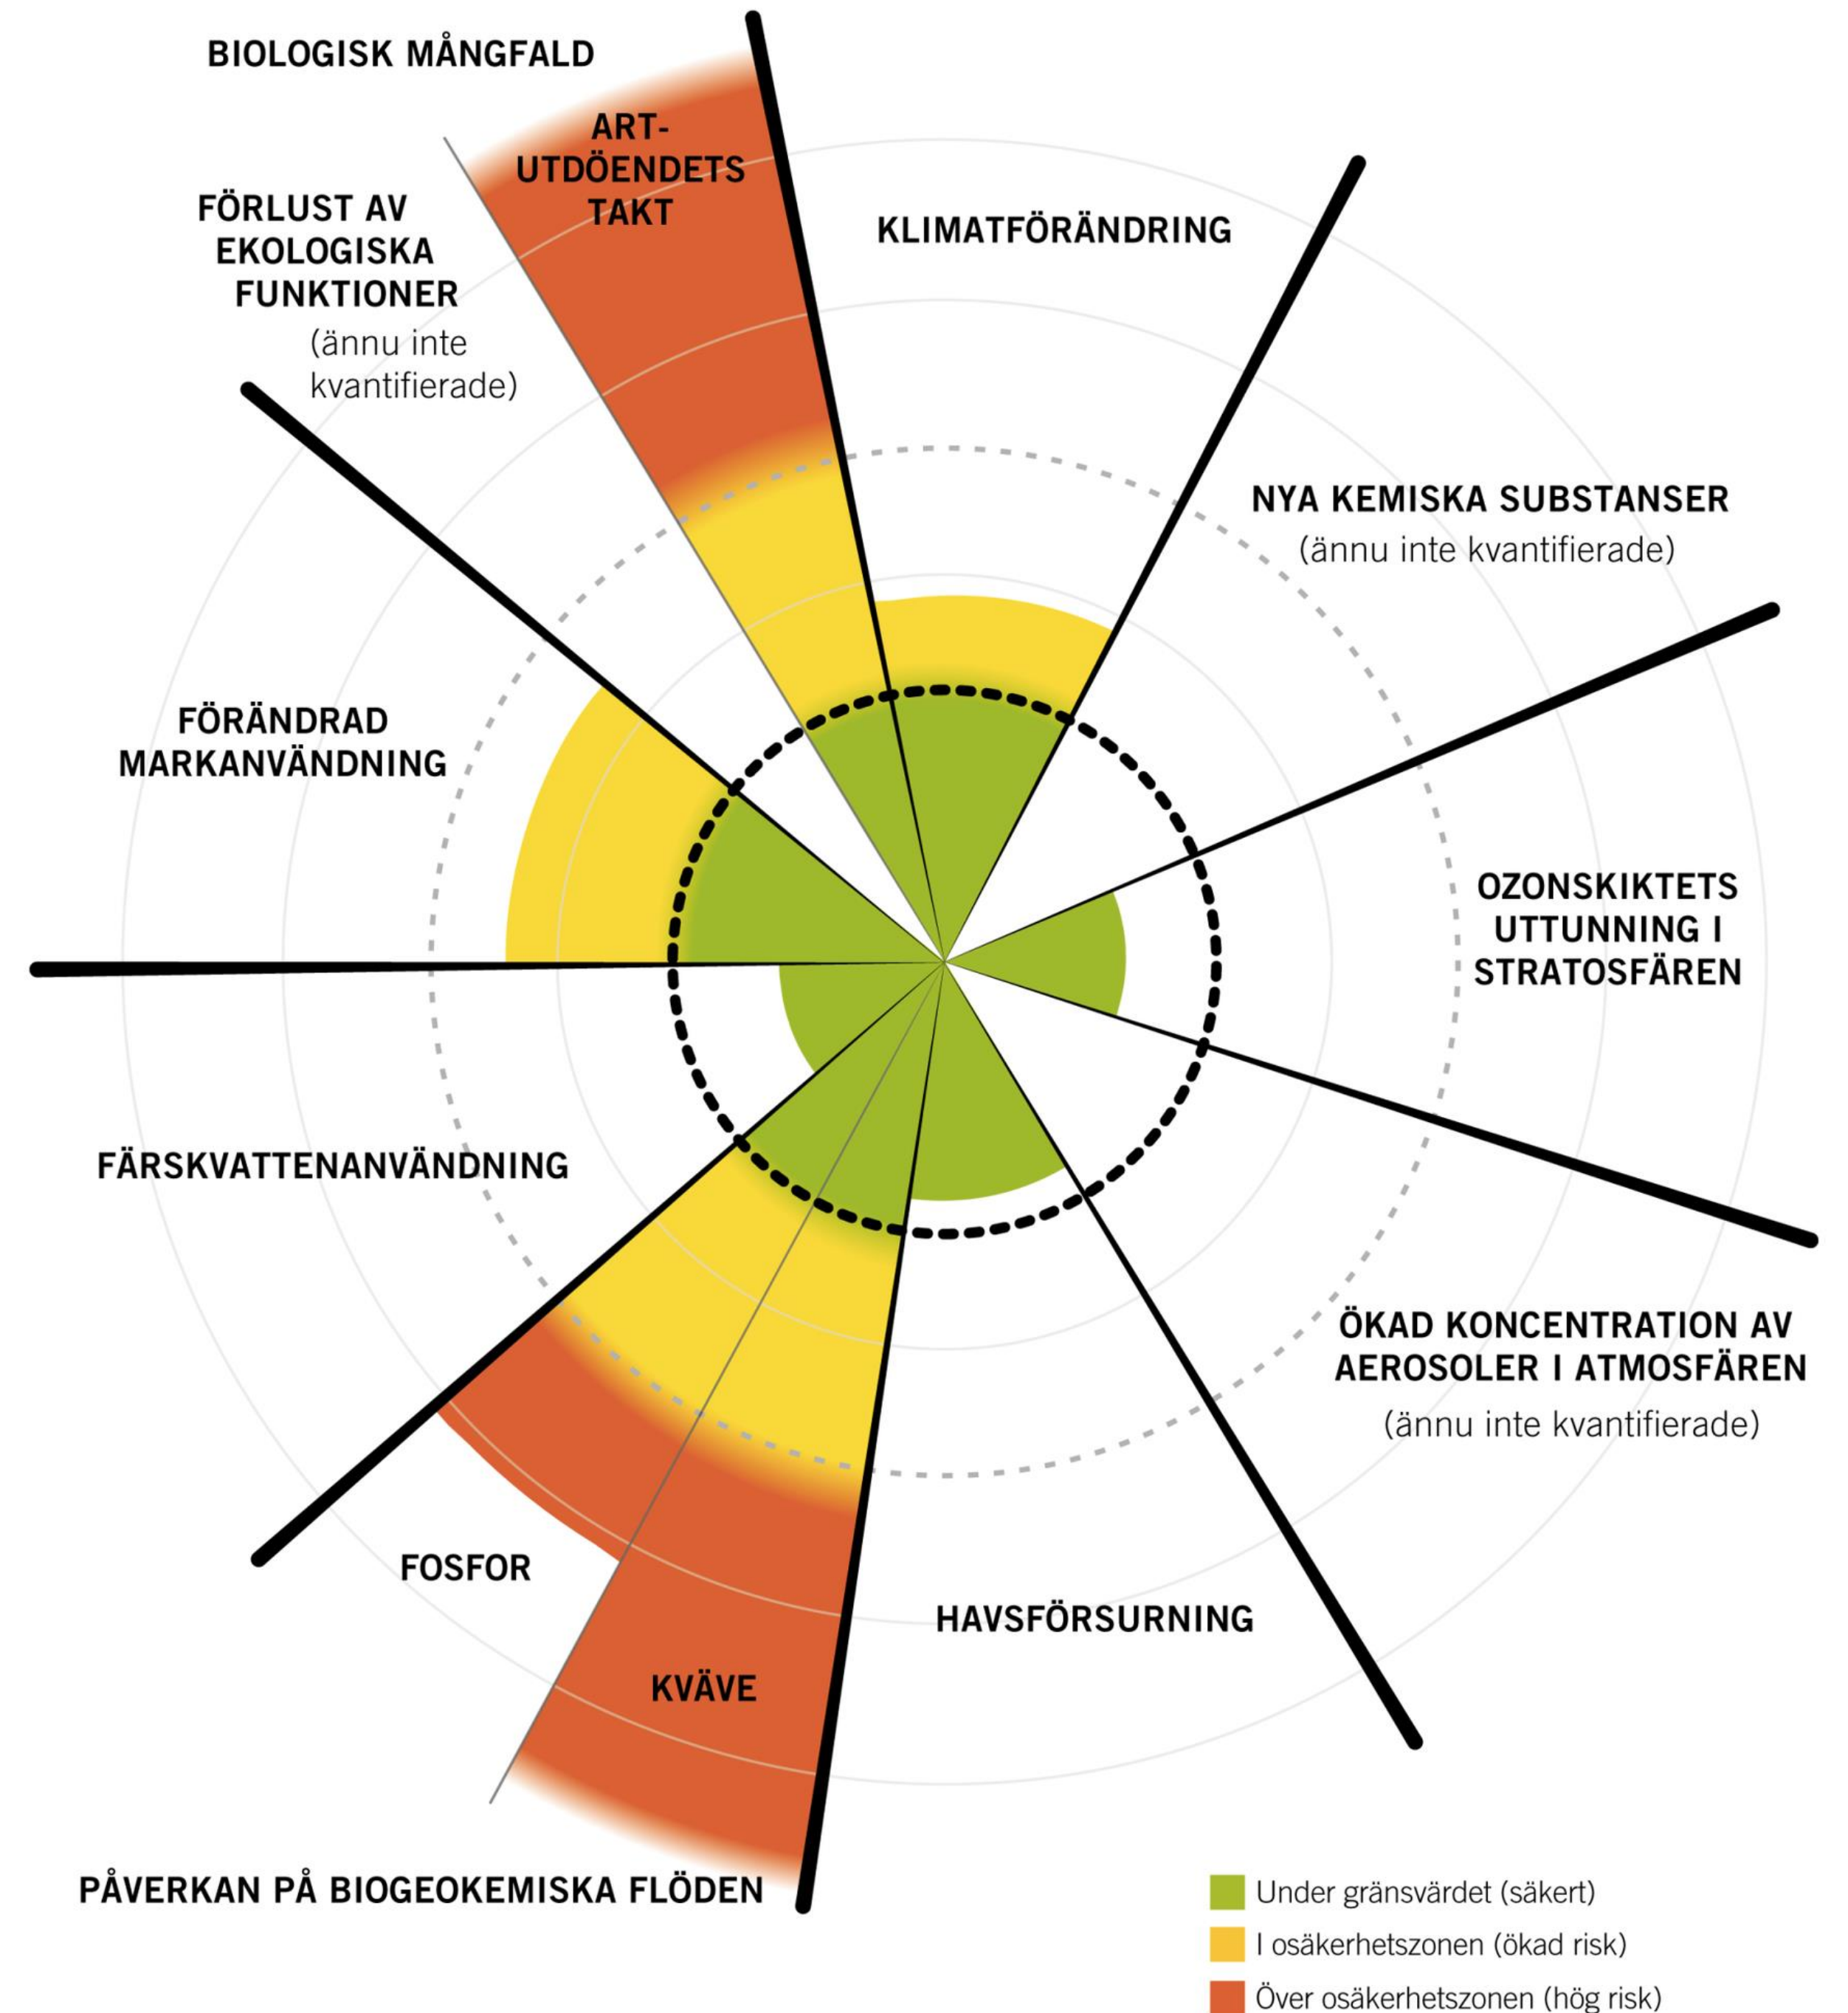 BIOLOGISK MÅNGFALD
ART-
UTDÖENDETS
TAKT
FÖRLUST AV
EKOLOGISKA
FUNKTIONER
(ännu inte
kvantifierade)
KLIMATFÖRÄNDRING
NYA KEMISKA SUBSTANSER
(ännu inte kvantifierade)
FÖRÄNDRAD
MARKANVÄNDNING
OZONSKIKTETS
UTTUNNING I
STRATOSFÄREN
FÄRSKVATTENANVÄNDNING
ÖKAD KONCENTRATION AV
AEROSOLER I ATMOSFÄREN
(ännu inte kvantifierade)
FOSFOR
HAVSFÖRSURNING
KVÄVE
PÅVERKAN PÅ BIOGEOKEMISKA FLÖDEN
Under gränsvärdet (säkert)
I osäkerhetszonen (ökad risk)
Över osäkerhetszonen (hög risk)